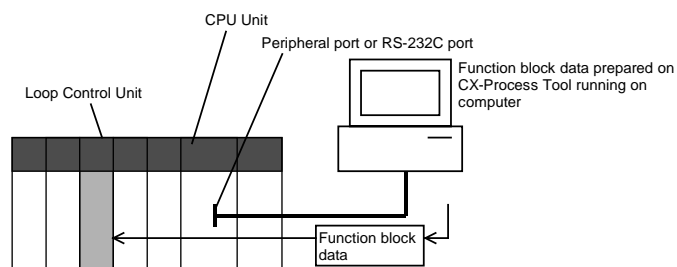 CPU Unit
Peripheral port or RS-232C port
Function block data prepared on
CX-Process Tool running on
computer
Loop Control Unit
Function block
data